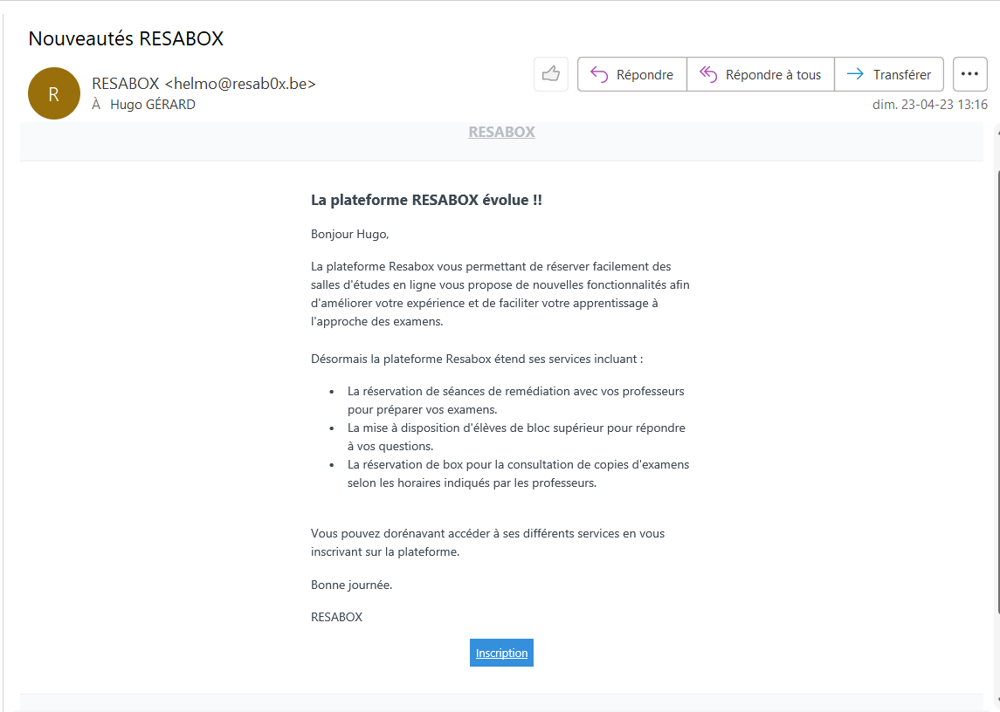 Nouveautés RESABOX
R
RESABOX <helmo@resab0x.be>
À Hugo GÉRARD
Répondre
Répondre à tous
Transférer
dim. 23-04-23 13:16
RESABOX
La plateforme RESABOX évolue !!
Bonjour Hugo,
La plateforme Resabox vous permettant de réserver facilement des
salles d'études en ligne vous propose de nouvelles fonctionnalités afin
d'améliorer votre expérience et de faciliter votre apprentissage à
l'approche des examens.
Désormais la plateforme Resabox étend ses services incluant :
• La réservation de séances de remédiation avec vos professeurs
pour préparer vos examens.
• La mise à disposition d'élèves de bloc supérieur pour répondre
à vos questions.
• La réservation de box pour la consultation de copies d'examens
selon les horaires indiqués par les professeurs.
Vous pouvez dorénavant accéder à ses différents services en vous
inscrivant sur la plateforme.
Bonne journée.
RESABOX
Inscription